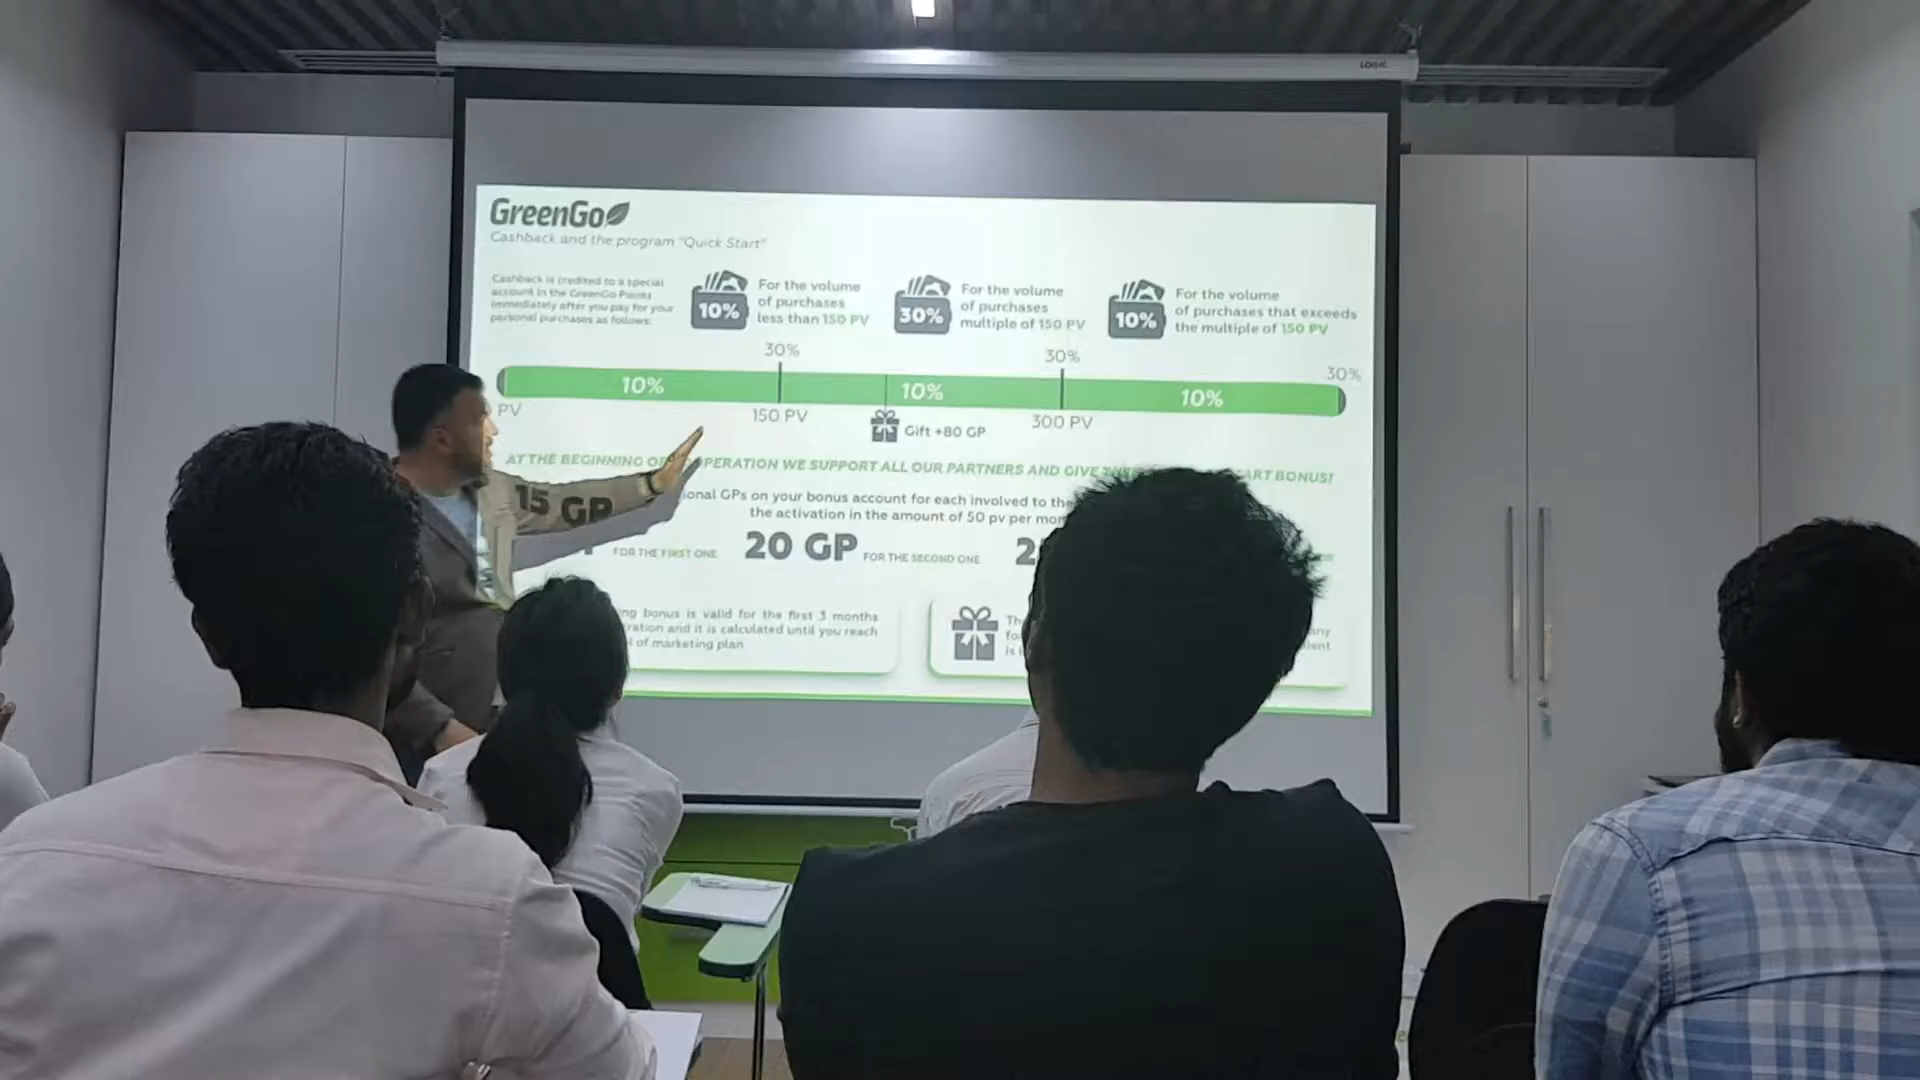 LOGIC
GreenGo
Cashback and the program "Quick Start"
Cashback is credited to a special
account in the GreenGo Points
immediately after you pay for your
personal purchases as follows:
10%
For the volume
of purchases
less than 150 PV
30%
For the volume
of purchases
multiple of 150 PV
10%
For the volume
of purchases that exceeds
the multiple of 150 PV
30%
30%
30%
10%
10%
10%
PV
150 PV
300 PV
Gift +80 GP
AT THE BEGINNING OF WE SUPPORT ALL OUR PARTNERS AND GIVE BONUS!
GPs on your bonus account for each involved to the
the activation in the amount of 50 pv per
15 GP
FOR THE FIRST ONE
20 GP
FOR THE SECOND ONE
bonus is valid for the first 3 months
and it is calculated until you reach
of marketing plan